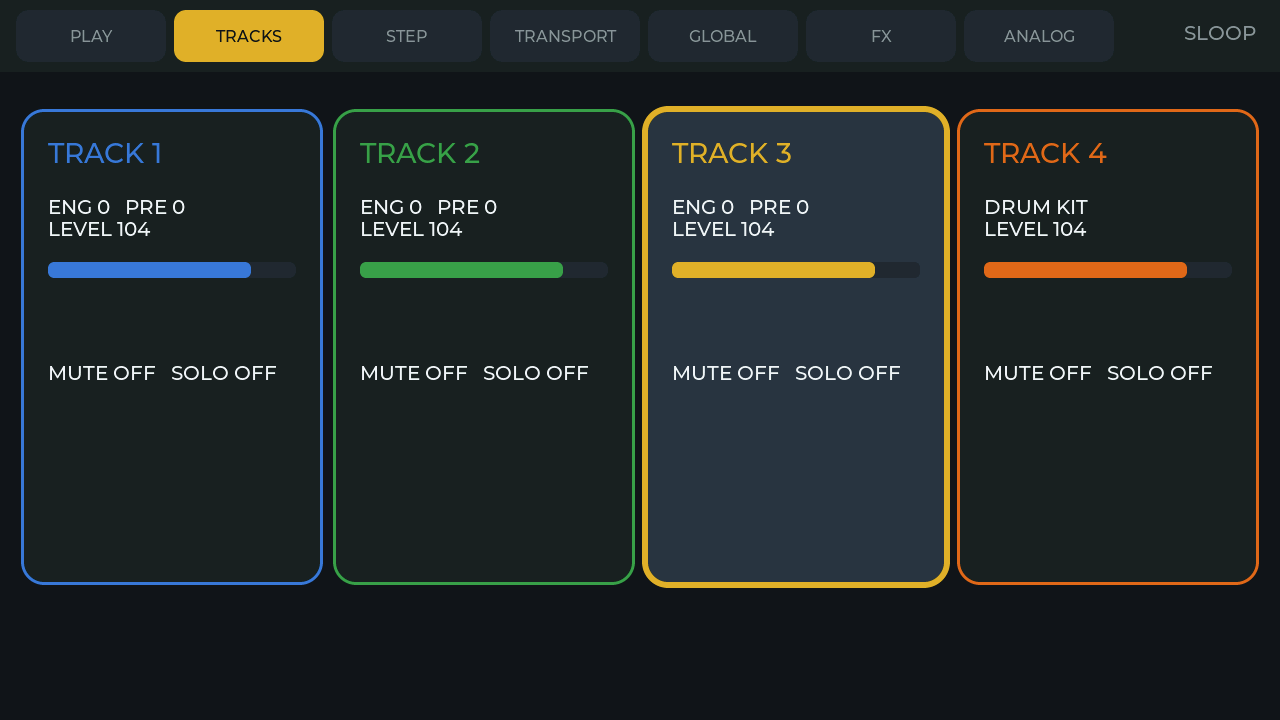 PLAY
TRACKS
STEP
TRANSPORT
GLOBAL
FX
ANALOG
SLOOP
TRACK 1
ENG 0 PRE 0
LEVEL 104
MUTE OFF SOLO OFF
TRACK 2
ENG 0 PRE 0
LEVEL 104
MUTE OFF SOLO OFF
TRACK 3
ENG 0 PRE 0
LEVEL 104
MUTE OFF SOLO OFF
TRACK 4
DRUM KIT
LEVEL 104
MUTE OFF SOLO OFF